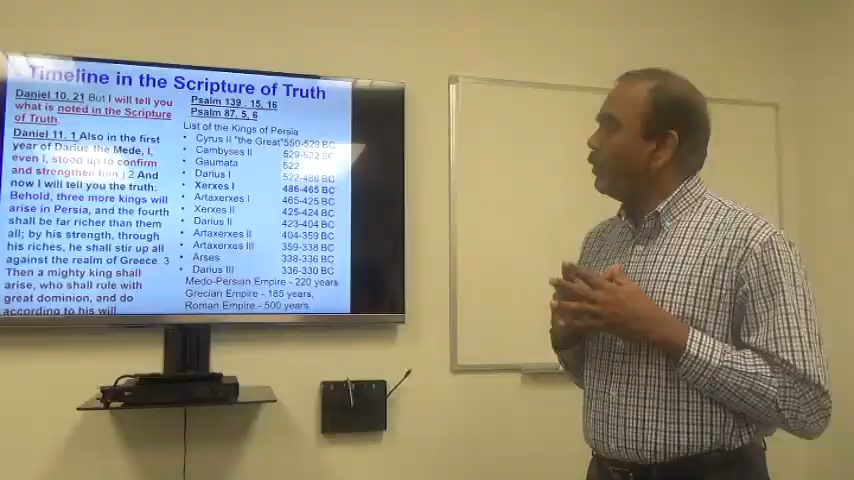 Timeline in the Scripture of Truth
Daniel 10. 21 But I will tell you
what is noted in the Scripture
of Truth.
Daniel 11. 1 Also in the first
year of Darius the Mede, I,
even I, stood up to confirm
and strengthen him.) 2 And
now I will tell you the truth:
Behold, three more kings will
arise in Persia, and the fourth
shall be far richer than them
all; by his strength, through
his riches, he shall stir up all
against the realm of Greece. 3
Then a mighty king shall
arise, who shall rule with
great dominion, and do
according to his will
Psalm 139 . 15, 16
Psalm 87. 5, 6
List of the Kings of Persia
• Cyrus II "the Great" 550-529 BC
• Cambyses II 529-522 BC
• Gaumata 522
• Darius I 522-486 BC
• Xerxes I 486-465 BC
• Artaxerxes I 465-425 BC
• Xerxes II 425-424 BC
• Darius II 423-404 BC
• Artaxerxes II 404-359 BC
• Artaxerxes III 359-338 BC
• Arses 338-336 BC
• Darius III 336-330 BC
Medo-Persian Empire - 220 years,
Grecian Empire - 185 years,
Roman Empire - 500 years.